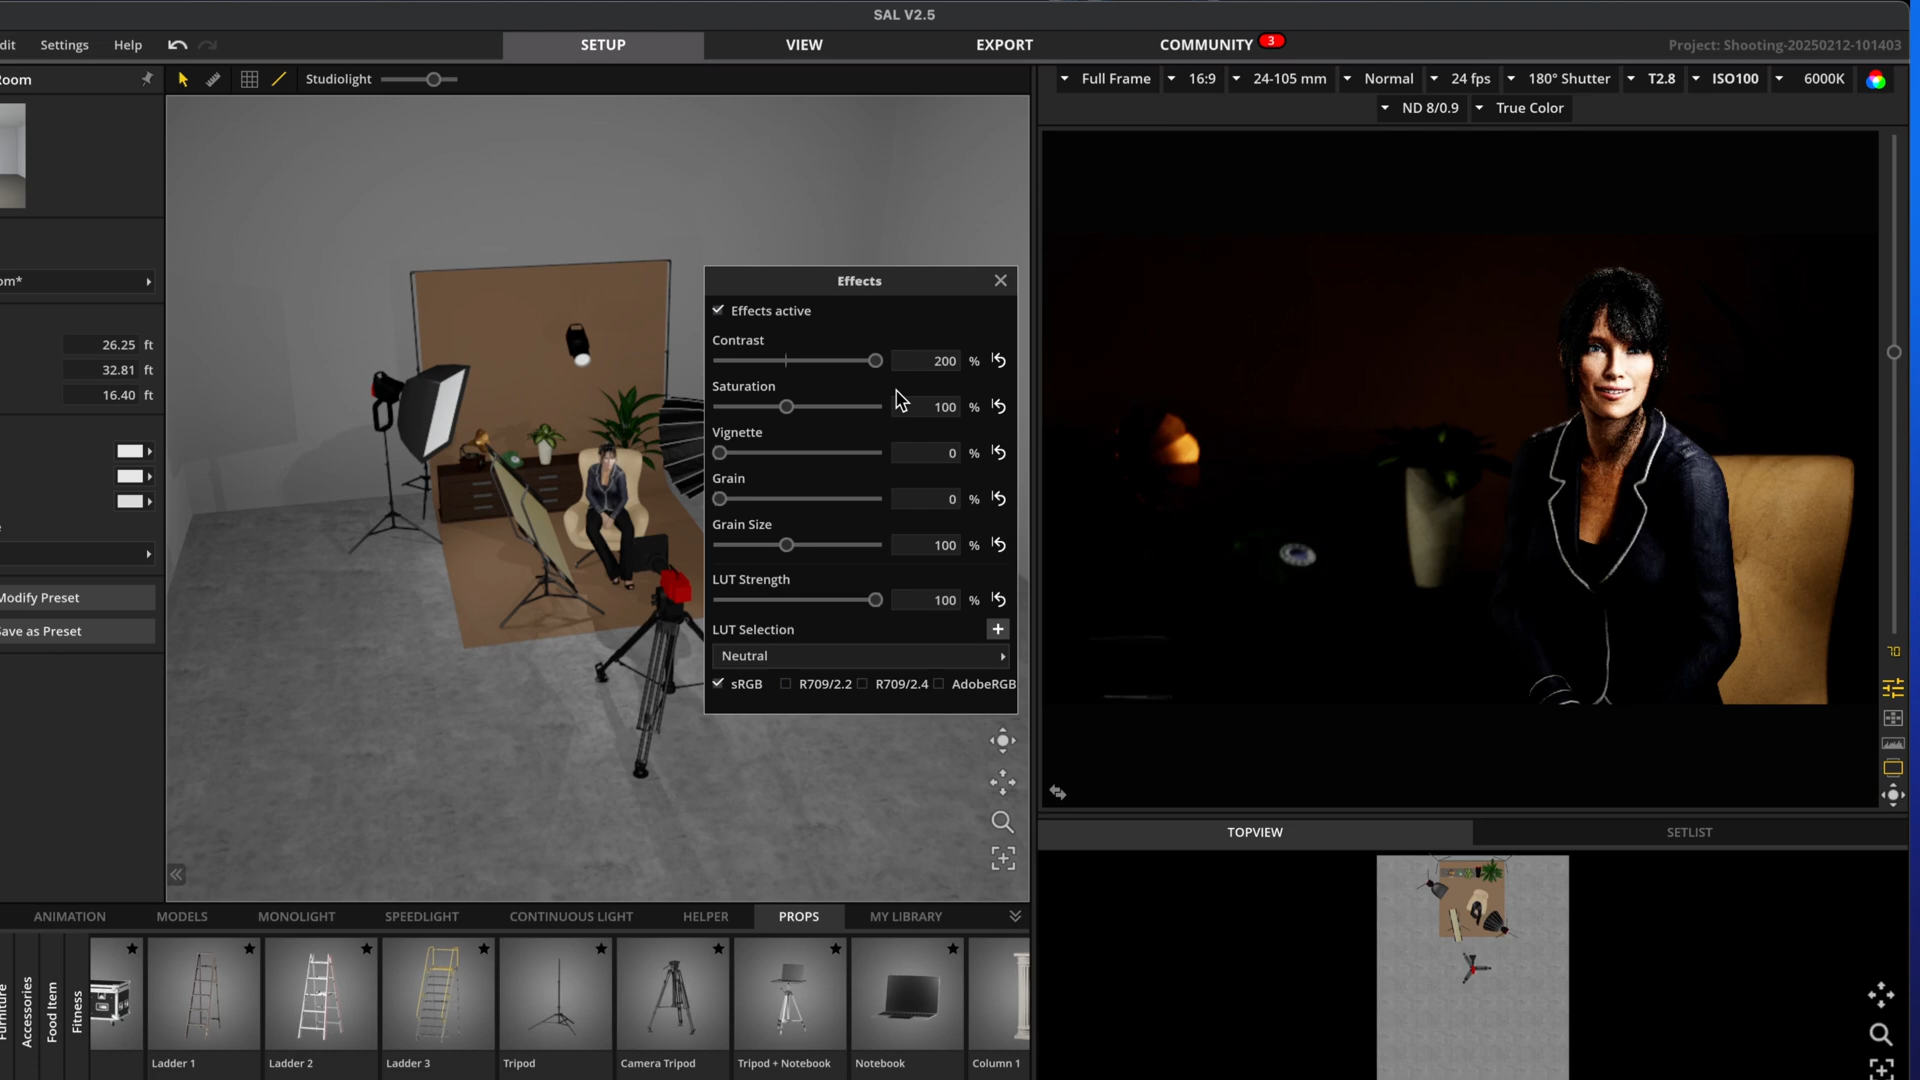 SAL V2.5
dit Settings Help SETUP VIEW EXPORT COMMUNITY 3 Project: Shooting-20250212-101403
oom Studiolight Full Frame 16:9 24-105 mm Normal 24 fps 180° Shutter T2.8 ISO100 6000K
ND 8/0.9 True Color
om*
26.25 ft
32.81 ft
16.40 ft
Modify Preset
Save as Preset
Effects
Effects active
Contrast
200 %
Saturation
100 %
Vignette
0 %
Grain
0 %
Grain Size
100 %
LUT Strength
100 %
LUT Selection
Neutral
sRGB R709/2.2 R709/2.4 AdobeRGB
70
TOPVIEW SETLIST
ANIMATION MODELS MONOLIGHT SPEEDLIGHT CONTINUOUS LIGHT HELPER PROPS MY LIBRARY
Furniture
Accessories
Food Item
Fitness
Ladder 1 Ladder 2 Ladder 3 Tripod Camera Tripod Tripod + Notebook Notebook Column 1